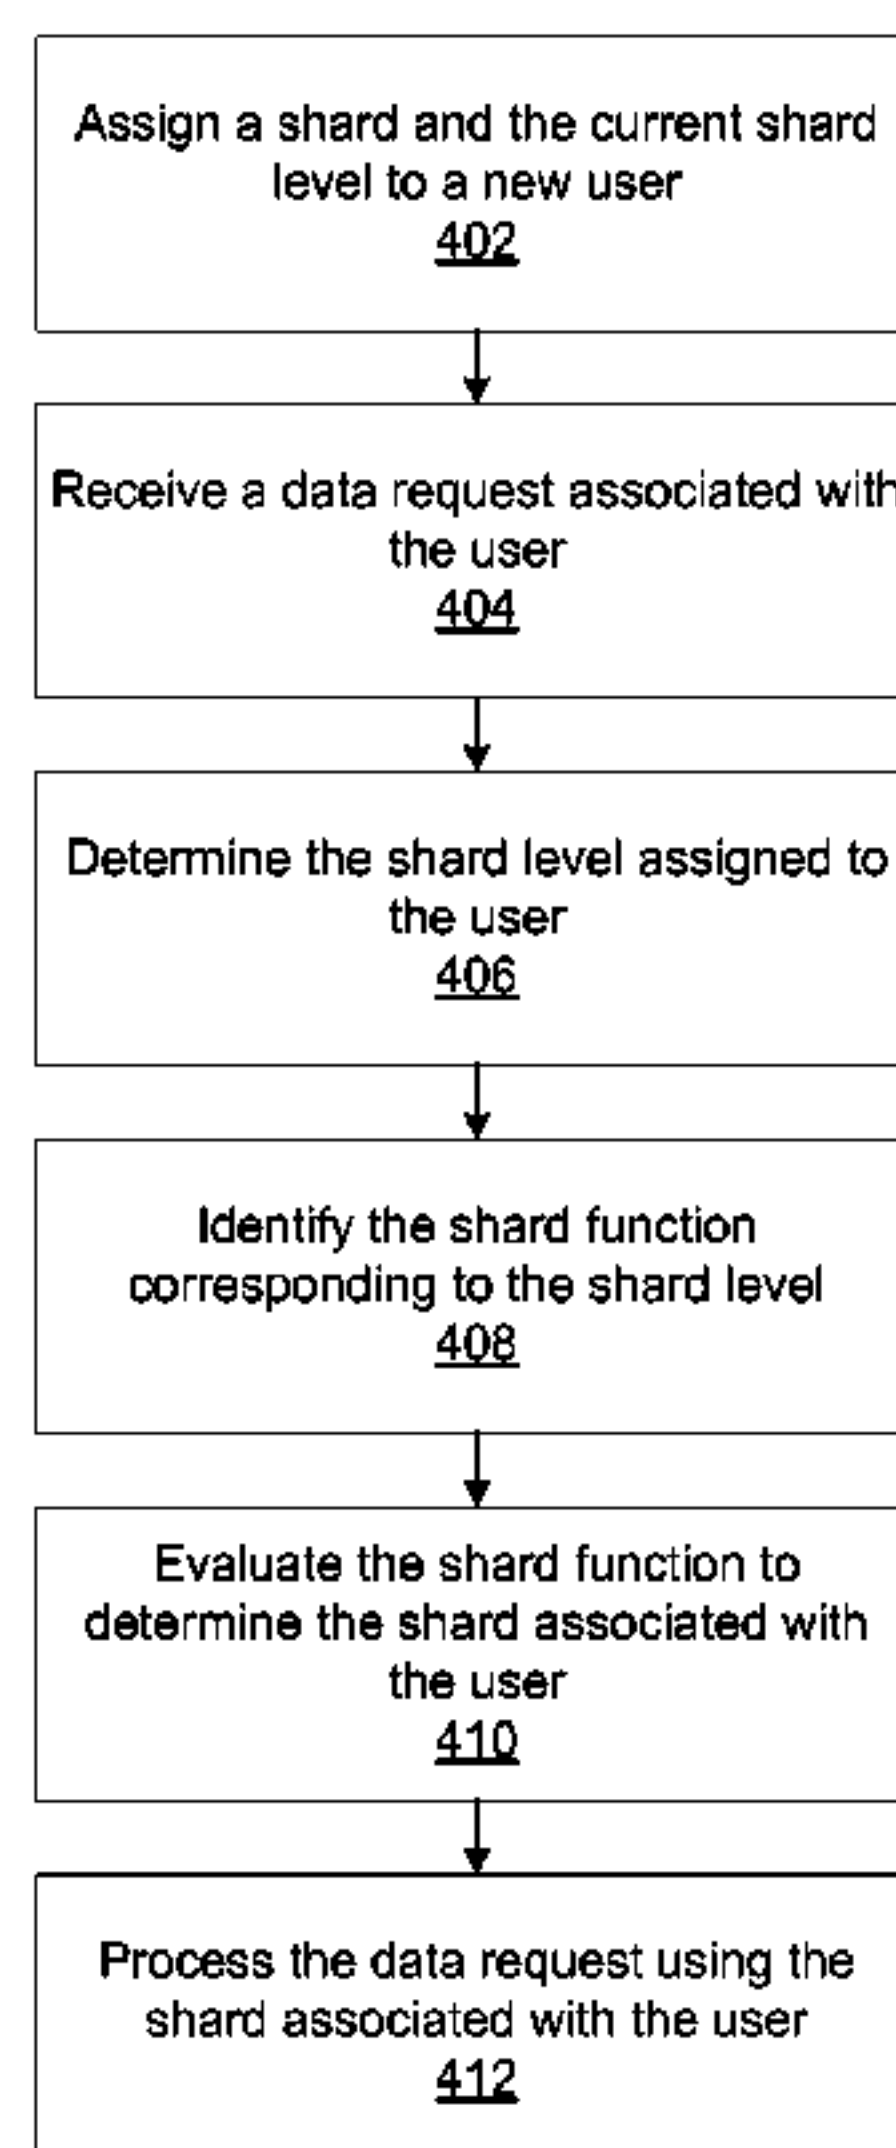 Assign a shard and the current shard
level to a new user
402
Receive a data request associated with
the user
404
Determine the shard level assigned to
the user
406
Identify the shard function
corresponding to the shard level
408
Evaluate the shard function to
determine the shard associated with
the user
410
Process the data request using the
shard associated with the user
412